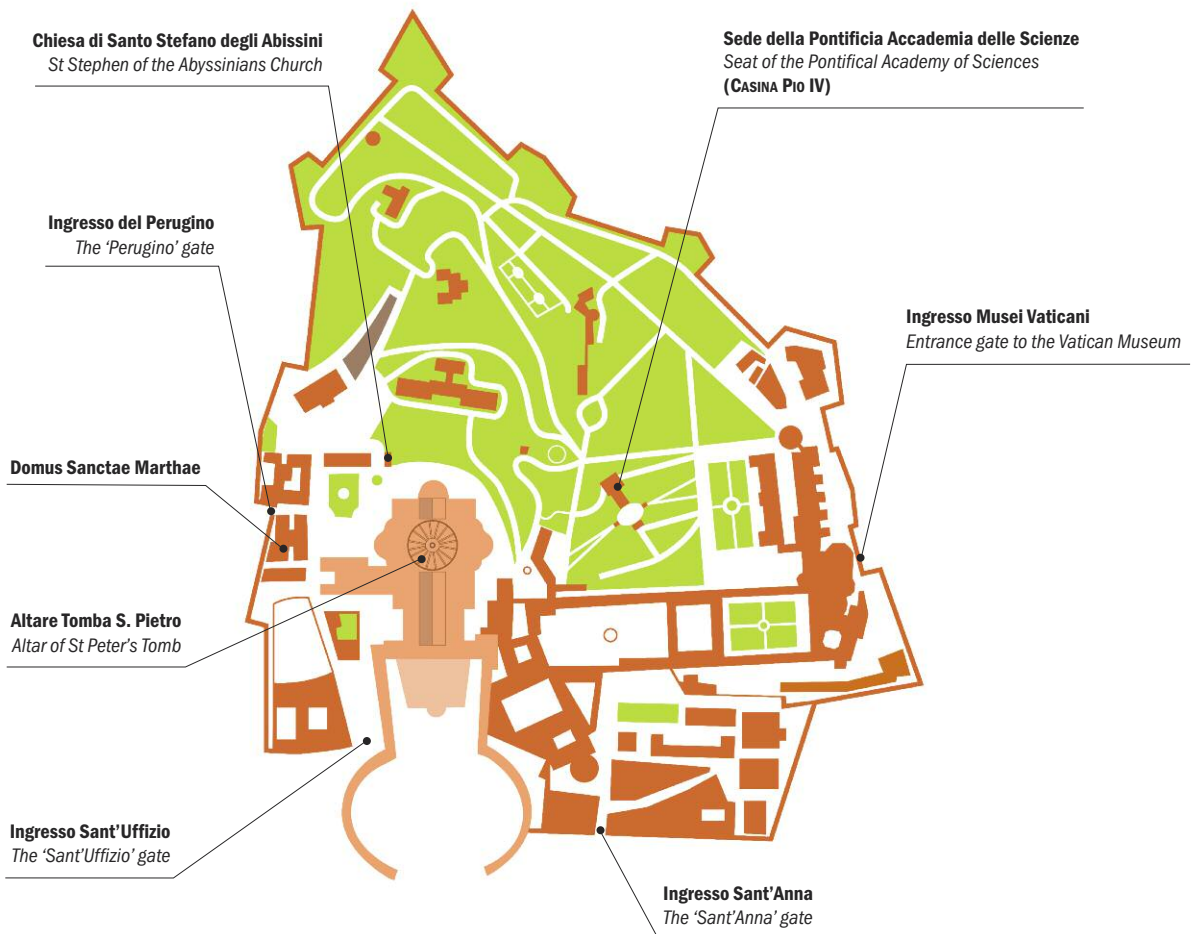 Chiesa di Santo Stefano degli Abissini
St Stephen of the Abyssinians Church
Sede della Pontificia Accademia delle Scienze
Seat of the Pontifical Academy of Sciences
(Casina Pio IV)
Ingresso del Perugino
The ‘Perugino’ gate
Ingresso Musei Vaticani
Entrance gate to the Vatican Museum
Domus Sanctae Marthae
Altare Tomba S. Pietro
Altar of St Peter’s Tomb
Ingresso Sant’Uffizio
The ‘Sant’Uffizio’ gate
Ingresso Sant’Anna
The ‘Sant’Anna’ gate